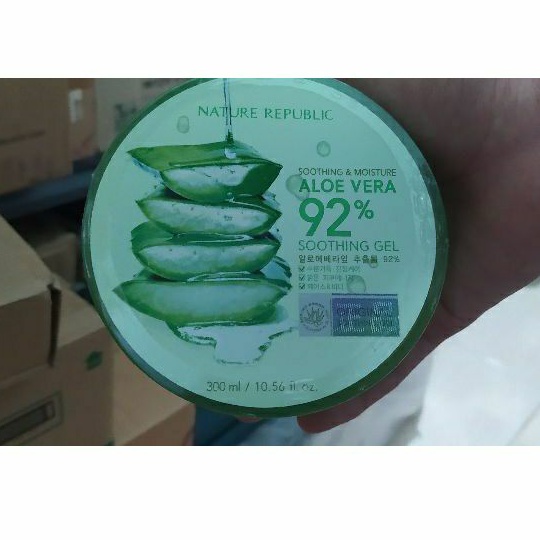 NATURE REPUBLIC
SOOTHING & MOISTURE
ALOE VERA
92%
SOOTHING GEL
알로에베라잎 추출물 92%
300 ml / 10.56 fl. oz.